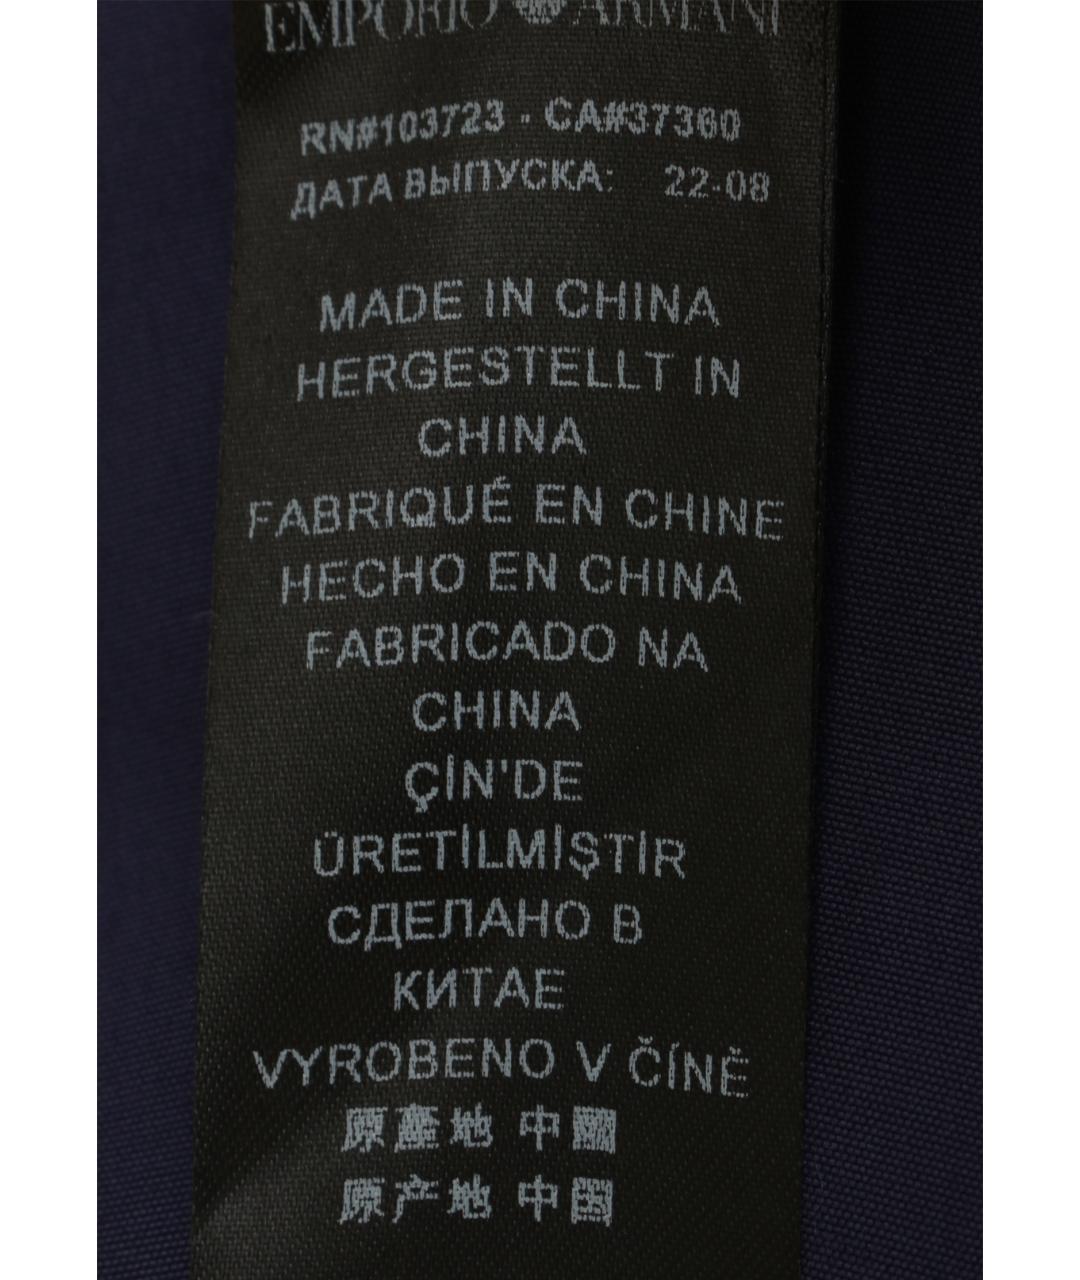 EMPORIO ARMANI
RN#103723 - CA#37360
ДАТА ВЫПУСКА: 22-08
MADE IN CHINA
HERGESTELLT IN
CHINA
FABRIQUÉ EN CHINE
HECHO EN CHINA
FABRICADO NA
CHINA
ÇİN'DE
ÜRETİLMİŞTİR
СДЕЛАНО В
КИТАЕ
VYROBENO V ČÍNĚ
原產地 中國
原产地 中国